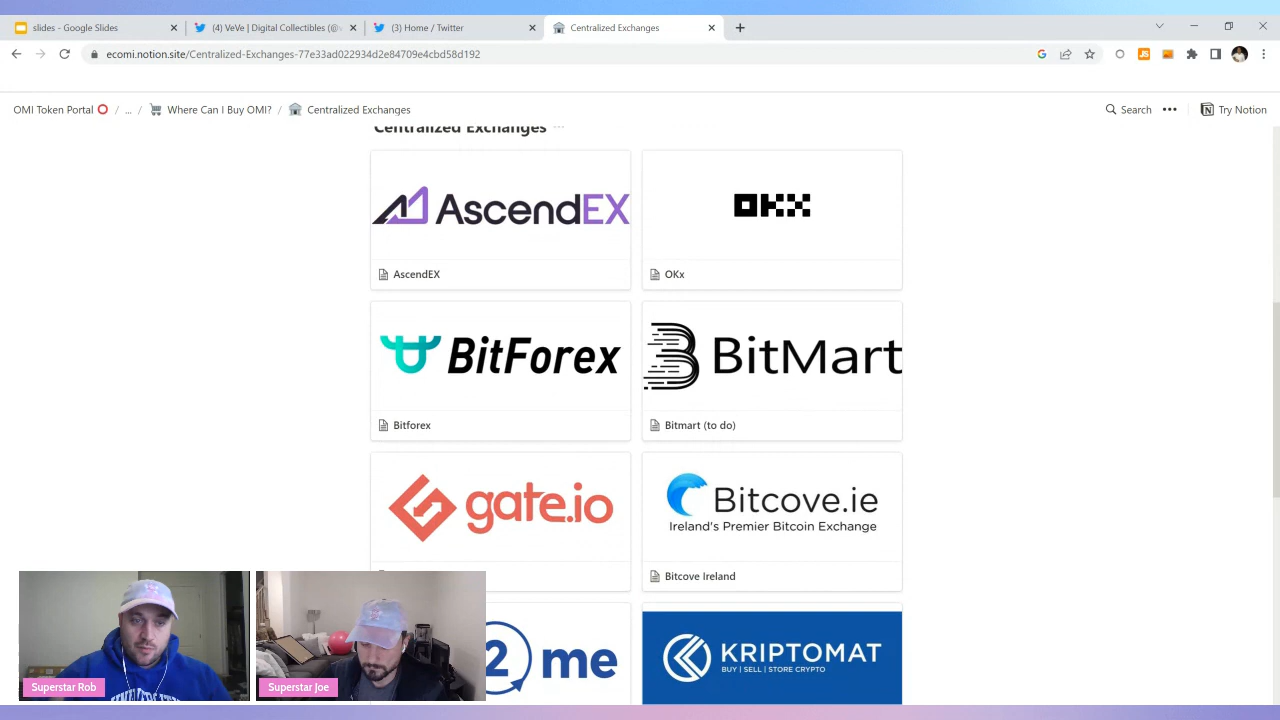 slides - Google Slides
(4) VeVe | Digital Collectibles (@v
(3) Home / Twitter
Centralized Exchanges
ecomi.notion.site/Centralized-Exchanges-77e33ad022934d2e84709e4cbd58d192
OMI Token Portal / ... / Where Can I Buy OMI? / Centralized Exchanges
Search
Try Notion
Centralized Exchanges
AscendEX
OKX
AscendEX
OKx
BitForex
BitMart
Bitforex
Bitmart (to do)
gate.io
Bitcove.ie
Ireland's Premier Bitcoin Exchange
Bitcove Ireland
2 me
KRIPTOMAT
BUY | SELL | STORE CRYPTO
Superstar Rob
Superstar Joe